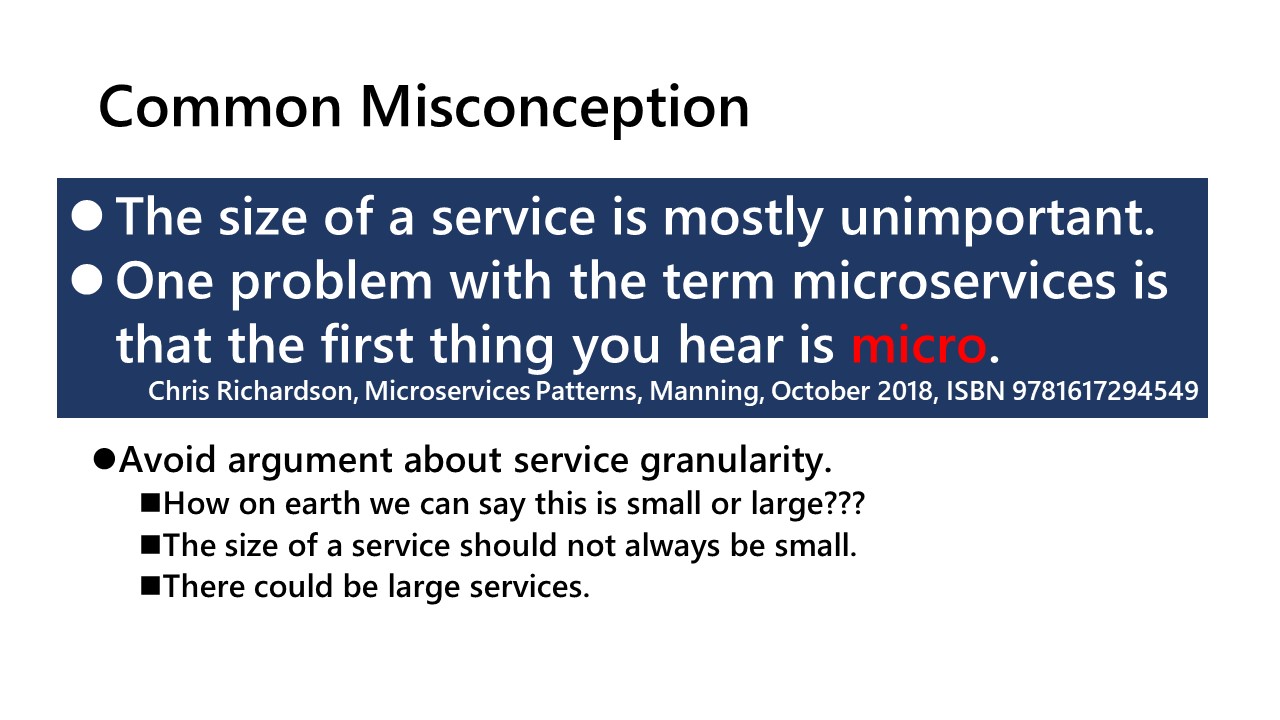 Common Misconception
● The size of a service is mostly unimportant.
● One problem with the term microservices is
that the first thing you hear is micro.
Chris Richardson, Microservices Patterns, Manning, October 2018, ISBN 9781617294549
●Avoid argument about service granularity.
■How on earth we can say this is small or large???
■The size of a service should not always be small.
■There could be large services.